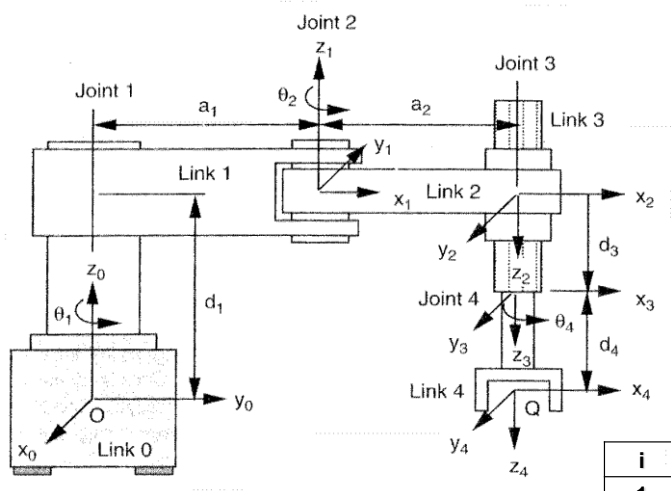 Joint 2
z1
Joint 1
a1
θ2
a2
Joint 3
Link 3
y1
Link 1
x1
Link 2
x2
y2
z0
d1
z2
d3
θ1
Joint 4
x3
y3
z3
θ4
d4
O
y0
Link 4
Q
x4
x0
Link 0
y4
z4
i